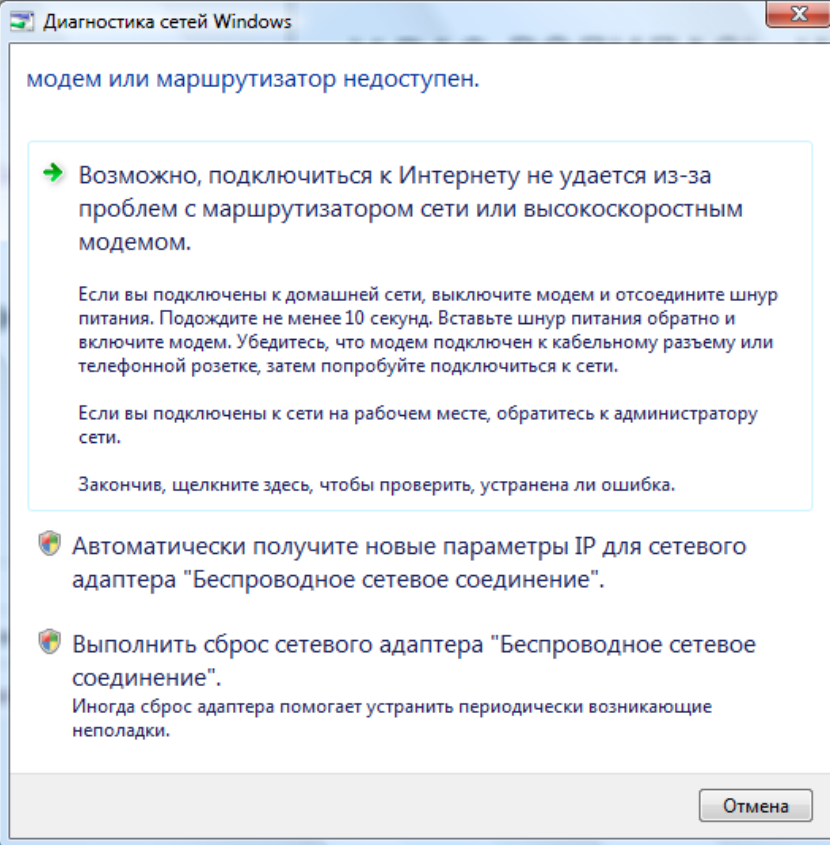 Диагностика сетей Windows
модем или маршрутизатор недоступен.
Возможно, подключиться к Интернету не удается из-за
проблем с маршрутизатором сети или высокоскоростным
модемом.
Если вы подключены к домашней сети, выключите модем и отсоедините шнур
питания. Подождите не менее 10 секунд. Вставьте шнур питания обратно и
включите модем. Убедитесь, что модем подключен к кабельному разъему или
телефонной розетке, затем попробуйте подключиться к сети.
Если вы подключены к сети на рабочем месте, обратитесь к администратору
сети.
Закончив, щелкните здесь, чтобы проверить, устранена ли ошибка.
Автоматически получите новые параметры IP для сетевого
адаптера "Беспроводное сетевое соединение".
Выполнить сброс сетевого адаптера "Беспроводное сетевое
соединение".
Иногда сброс адаптера помогает устранить периодически возникающие
неполадки.
Отмена